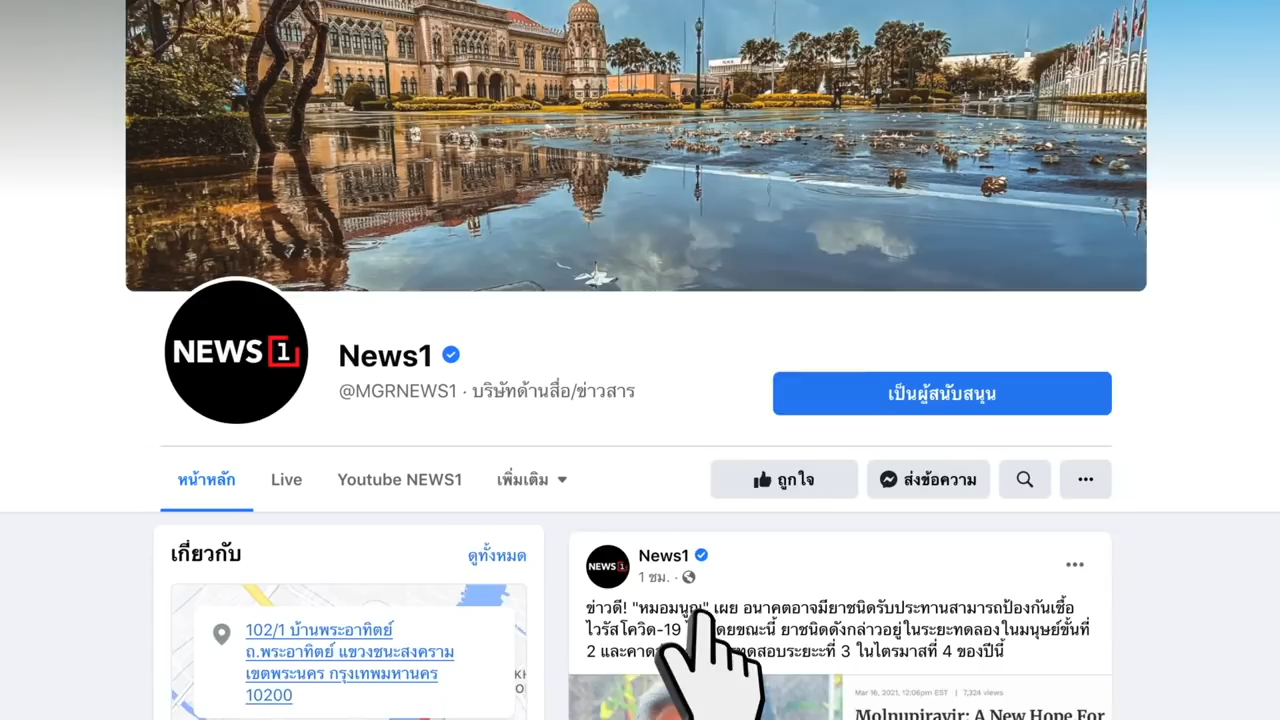 NEWS 1
News1
@MGRNEWS1 · บริษัทด้านสื่อ/ข่าวสาร
เป็นผู้สนับสนุน
หน้าหลัก
Live
Youtube NEWS1
เพิ่มเติม
ถูกใจ
ส่งข้อความ
เกี่ยวกับ
ดูทั้งหมด
102/1 บ้านพระอาทิตย์
ถ.พระอาทิตย์ แขวงชนะสงคราม
เขตพระนคร กรุงเทพมหานคร
10200
NEWS 1
News1
1 ชม.
ข่าวดี! "หมอมนูญ" เผย อนาคตอาจมียาชนิดรับประทานสามารถป้องกันเชื้อ
ไวรัสโควิด-19 ขณะนี้ ยาชนิดดังกล่าวอยู่ในระยะทดลองในมนุษย์ขั้นที่
2 และ ทดสอบระยะที่ 3 ในไตรมาสที่ 4 ของปีนี้
Mar 16, 2021, 12:06pm EST | 7,324 views
Molnupiravir: A New Hope For